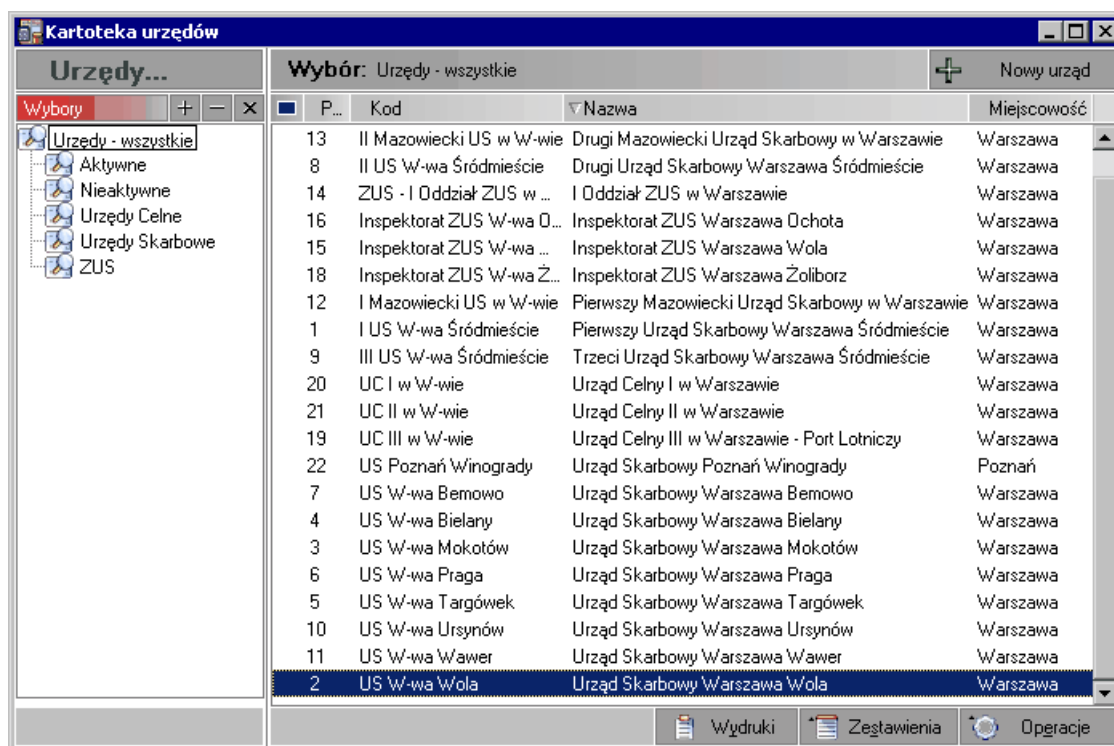 Kartoteka urzędów
Urzędy...
Wybór: Urzędy - wszystkie
Nowy urząd
Wybory
P... Kod Nazwa Miejscowość
Urzędy - wszystkie
Aktywne
Nieaktywne
Urzędy Celne
Urzędy Skarbowe
ZUS
13 II Mazowiecki US w W-wie Drugi Mazowiecki Urząd Skarbowy w Warszawie Warszawa
8 II US W-wa Śródmieście Drugi Urząd Skarbowy Warszawa Śródmieście Warszawa
14 ZUS - I Oddział ZUS w ... I Oddział ZUS w Warszawie Warszawa
16 Inspektorat ZUS W-wa O... Inspektorat ZUS Warszawa Ochota Warszawa
15 Inspektorat ZUS W-wa ... Inspektorat ZUS Warszawa Wola Warszawa
18 Inspektorat ZUS W-wa Ż... Inspektorat ZUS Warszawa Żoliborz Warszawa
12 I Mazowiecki US w W-wie Pierwszy Mazowiecki Urząd Skarbowy w Warszawie Warszawa
1 I US W-wa Śródmieście Pierwszy Urząd Skarbowy Warszawa Śródmieście Warszawa
9 III US W-wa Śródmieście Trzeci Urząd Skarbowy Warszawa Śródmieście Warszawa
20 UC I w W-wie Urząd Celny I w Warszawie Warszawa
21 UC II w W-wie Urząd Celny II w Warszawie Warszawa
19 UC III w W-wie Urząd Celny III w Warszawie - Port Lotniczy Warszawa
22 US Poznań Winogrady Urząd Skarbowy Poznań Winogrady Poznań
7 US W-wa Bemowo Urząd Skarbowy Warszawa Bemowo Warszawa
4 US W-wa Bielany Urząd Skarbowy Warszawa Bielany Warszawa
3 US W-wa Mokotów Urząd Skarbowy Warszawa Mokotów Warszawa
6 US W-wa Praga Urząd Skarbowy Warszawa Praga Warszawa
5 US W-wa Targówek Urząd Skarbowy Warszawa Targówek Warszawa
10 US W-wa Ursynów Urząd Skarbowy Warszawa Ursynów Warszawa
11 US W-wa Wawer Urząd Skarbowy Warszawa Wawer Warszawa
2 US W-wa Wola Urząd Skarbowy Warszawa Wola Warszawa
Wydruki Zestawienia Operacje